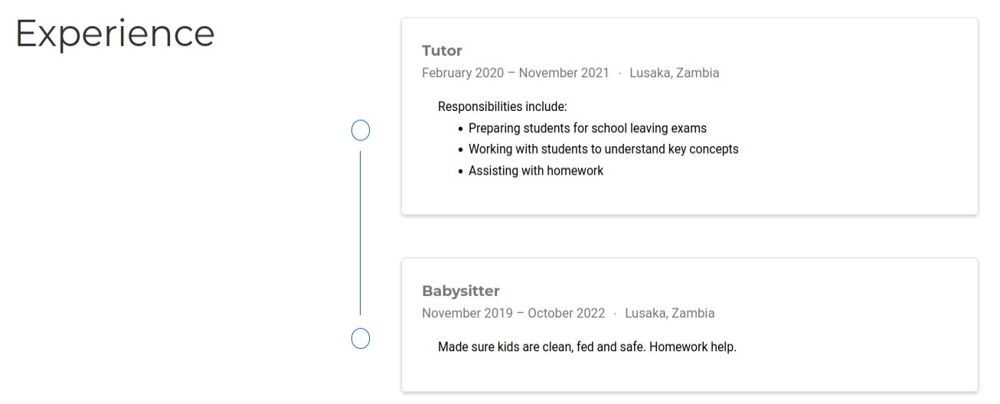 Experience
Tutor
February 2020 – November 2021 · Lusaka, Zambia
Responsibilities include:
• Preparing students for school leaving exams
• Working with students to understand key concepts
• Assisting with homework
Babysitter
November 2019 – October 2022 · Lusaka, Zambia
Made sure kids are clean, fed and safe. Homework help.